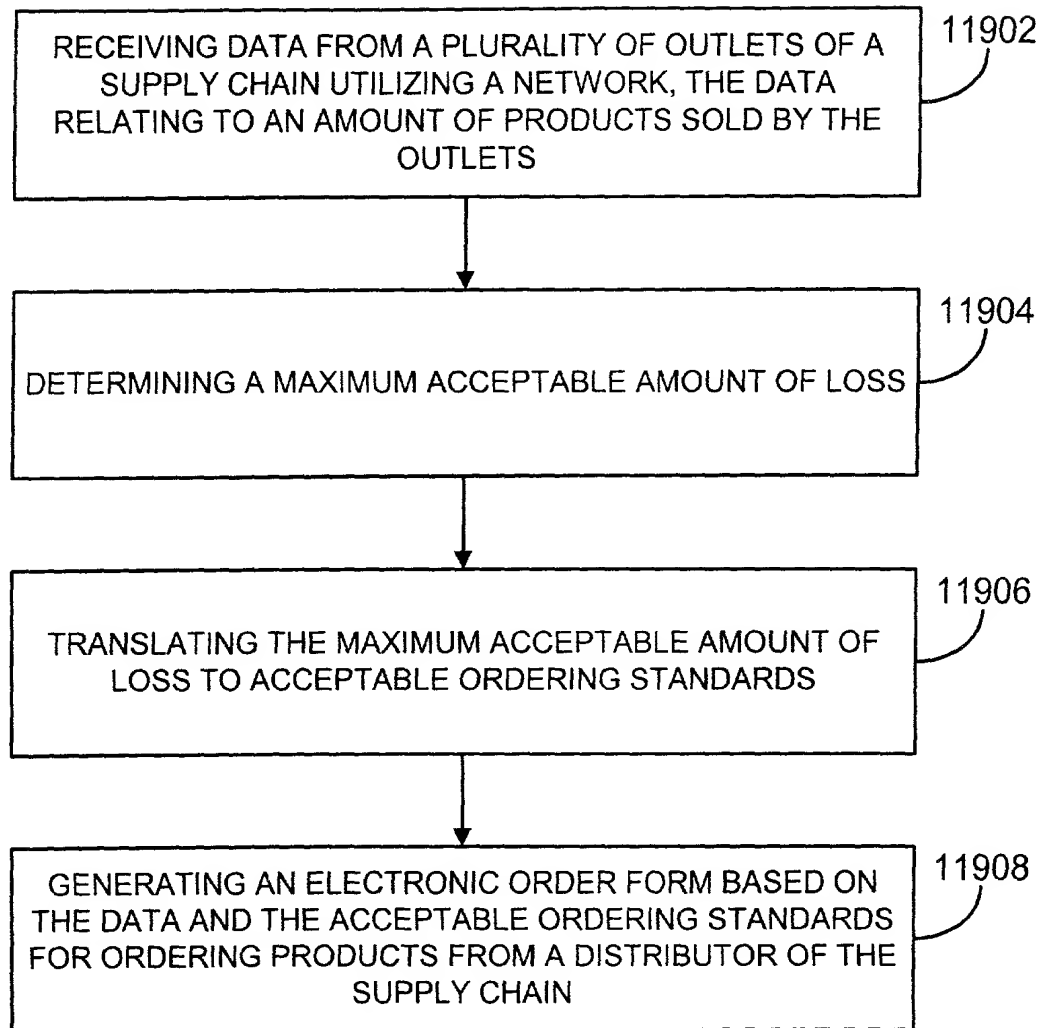 RECEIVING DATA FROM A PLURALITY OF OUTLETS OF A
SUPPLY CHAIN UTILIZING A NETWORK, THE DATA
RELATING TO AN AMOUNT OF PRODUCTS SOLD BY THE
OUTLETS
11902
DETERMINING A MAXIMUM ACCEPTABLE AMOUNT OF LOSS
11904
TRANSLATING THE MAXIMUM ACCEPTABLE AMOUNT OF
LOSS TO ACCEPTABLE ORDERING STANDARDS
11906
GENERATING AN ELECTRONIC ORDER FORM BASED ON
THE DATA AND THE ACCEPTABLE ORDERING STANDARDS
FOR ORDERING PRODUCTS FROM A DISTRIBUTOR OF THE
SUPPLY CHAIN
11908